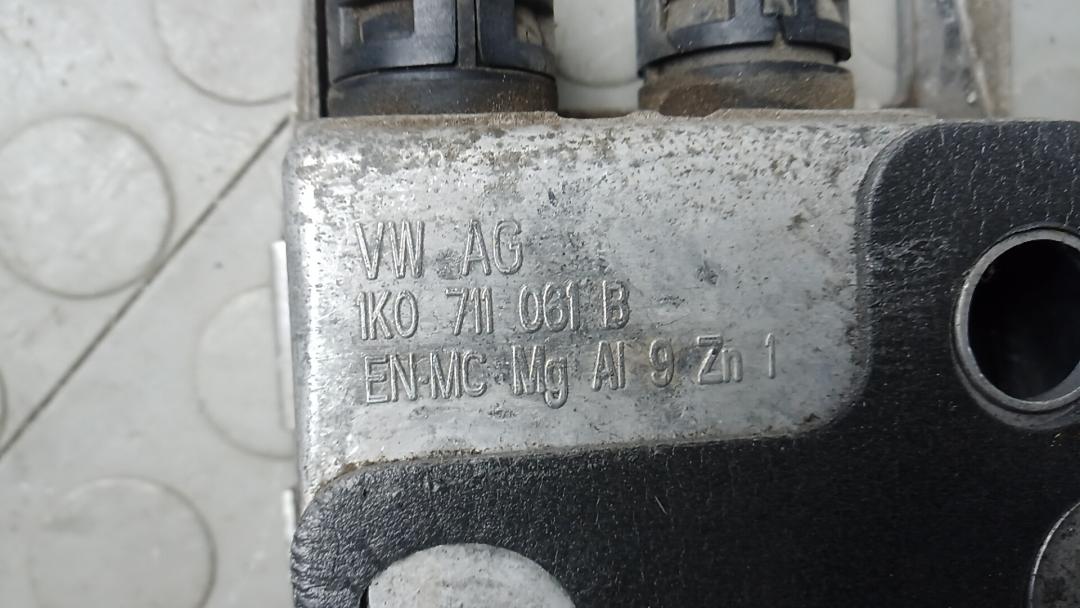 VW AG
1K0 711 061 B
EN-MC Mg Al 9 Zn 1